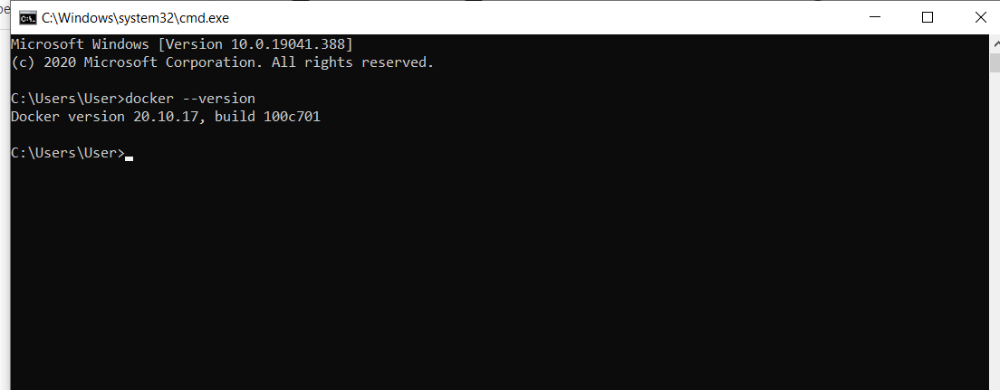 C:\Windows\system32\cmd.exe
Microsoft Windows [Version 10.0.19041.388]
(c) 2020 Microsoft Corporation. All rights reserved.
C:\Users\User>docker --version
Docker version 20.10.17, build 100c701
C:\Users\User>